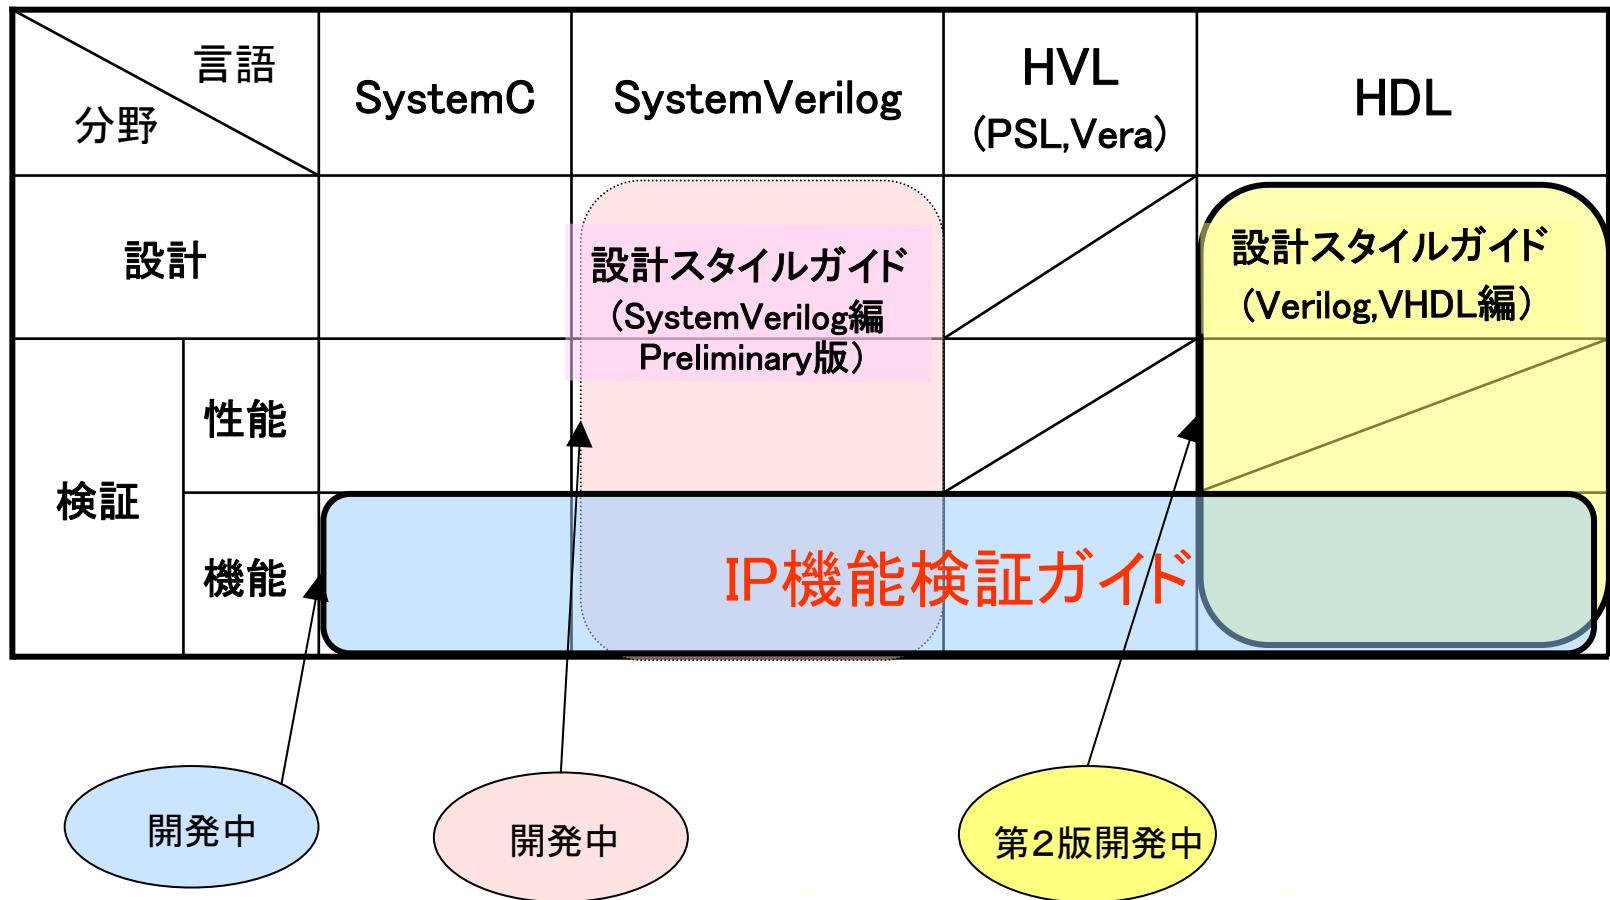 言語
分野
SystemC
SystemVerilog
HVL
(PSL,Vera)
HDL
設計
設計スタイルガイド
（SystemVerilog編
Preliminary版）
設計スタイルガイド
（Verilog,VHDL編）
検証
性能
機能
IP機能検証ガイド
開発中
開発中
第２版開発中